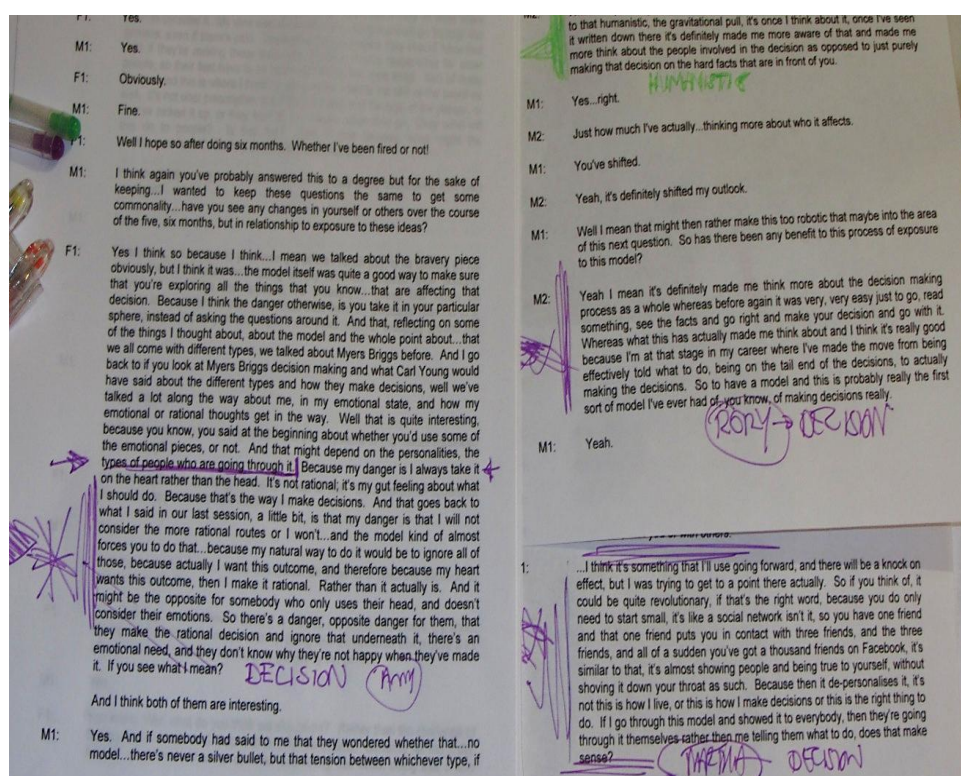 F1: Yes.
M1: Yes.
F1: Obviously.
M1: Fine.
F1: Well I hope so after doing six months. Whether I've been fired or not!
M1: I think again you've probably answered this to a degree but for the sake of
keeping...I wanted to keep these questions the same to get some
commonality...have you see any changes in yourself or others over the course
of the five, six months, but in relationship to exposure to these ideas?
F1: Yes I think so because I think...I mean we talked about the bravery piece
obviously, but I think it was...the model itself was quite a good way to make sure
that you're exploring all the things that you know...that are affecting that
decision. Because I think the danger otherwise, is you take it in your particular
sphere, instead of asking the questions around it. And that, reflecting on some
of the things I thought about, about the model and the whole point about...that
we all come with different types, we talked about Myers Briggs before. And I go
back to if you look at Myers Briggs decision making and what Carl Young would
have said about the different types and how they make decisions, well we've
talked a lot along the way about me, in my emotional state, and how my
emotional or rational thoughts get in the way. Well that is quite interesting,
because you know, you said at the beginning about whether you'd use some of
the emotional pieces, or not. And that might depend on the personalities, the
types of people who are going through it. Because my danger is I always take it
on the heart rather than the head. It's not rational; it's my gut feeling about what
I should do. Because that's the way I make decisions. And that goes back to
what I said in our last session, a little bit, is that my danger is that I will not
consider the more rational routes or I won't...and the model kind of almost
forces you to do that...because my natural way to do it would be to ignore all of
those, because actually I want this outcome, and therefore because my heart
wants this outcome, then I make it rational. Rather than it actually is. And it
might be the opposite for somebody who only uses their head, and doesn't
consider their emotions. So there's a danger, opposite danger for them, that
they make the rational decision and ignore that underneath it, there's an
emotional need, and they don't know why they're not happy when they've made
it. If you see what I mean? DECISION (Amy)
And I think both of them are interesting.
M1: Yes. And if somebody had said to me that they wondered whether that...no
model...there's never a silver bullet, but that tension between whichever type, if
M2:
to that humanistic, the gravitational pull, it's once I think about it, once I've seen
it written down there it's definitely made me more aware of that and made me
more think about the people involved in the decision as opposed to just purely
making that decision on the hard facts that are in front of you.
HUMANISTIC
M1: Yes...right.
M2: Just how much I've actually...thinking more about who it affects.
M1: You've shifted.
M2: Yeah, it's definitely shifted my outlook.
M1: Well I mean that might then rather make this too robotic that maybe into the area
of this next question. So has there been any benefit to this process of exposure
to this model?
M2: Yeah I mean it's definitely made me think more about the decision making
process as a whole whereas before again it was very, very easy just to go, read
something, see the facts and go right and make your decision and go with it.
Whereas what this has actually made me think about and I think it's really good
because I'm at that stage in my career where I've made the move from being
effectively told what to do, being on the tail end of the decisions, to actually
making the decisions. So to have a model and this is probably really the first
sort of model I've ever had of, you know, of making decisions really.
RORY → DECISION
M1: Yeah.
with others.
1: ...I think it's something that I'll use going forward, and there will be a knock on
effect, but I was trying to get to a point there actually. So if you think of, it
could be quite revolutionary, if that's the right word, because you do only
need to start small, it's like a social network isn't it, so you have one friend
and that one friend puts you in contact with three friends, and the three
friends, and all of a sudden you've got a thousand friends on Facebook, it's
similar to that, it's almost showing people and being true to yourself, without
shoving it down your throat as such. Because then it de-personalises it, it's
not this is how I live, or this is how I make decisions or this is the right thing to
do. If I go through this model and showed it to everybody, then they're going
through it themselves rather then me telling them what to do, does that make
sense? (MARTHA) DECISION